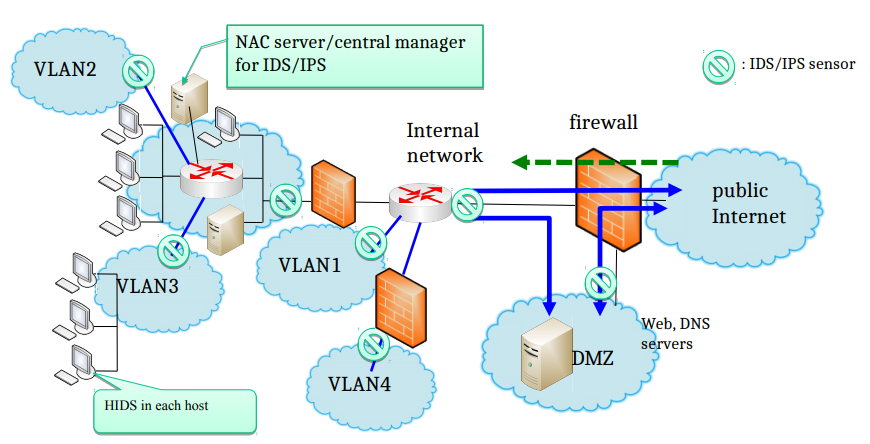 NAC server/central manager
for IDS/IPS
VLAN2
: IDS/IPS sensor
Internal
network
firewall
public
Internet
VLAN1
VLAN3
Web, DNS
servers
DMZ
VLAN4
HIDS in each host